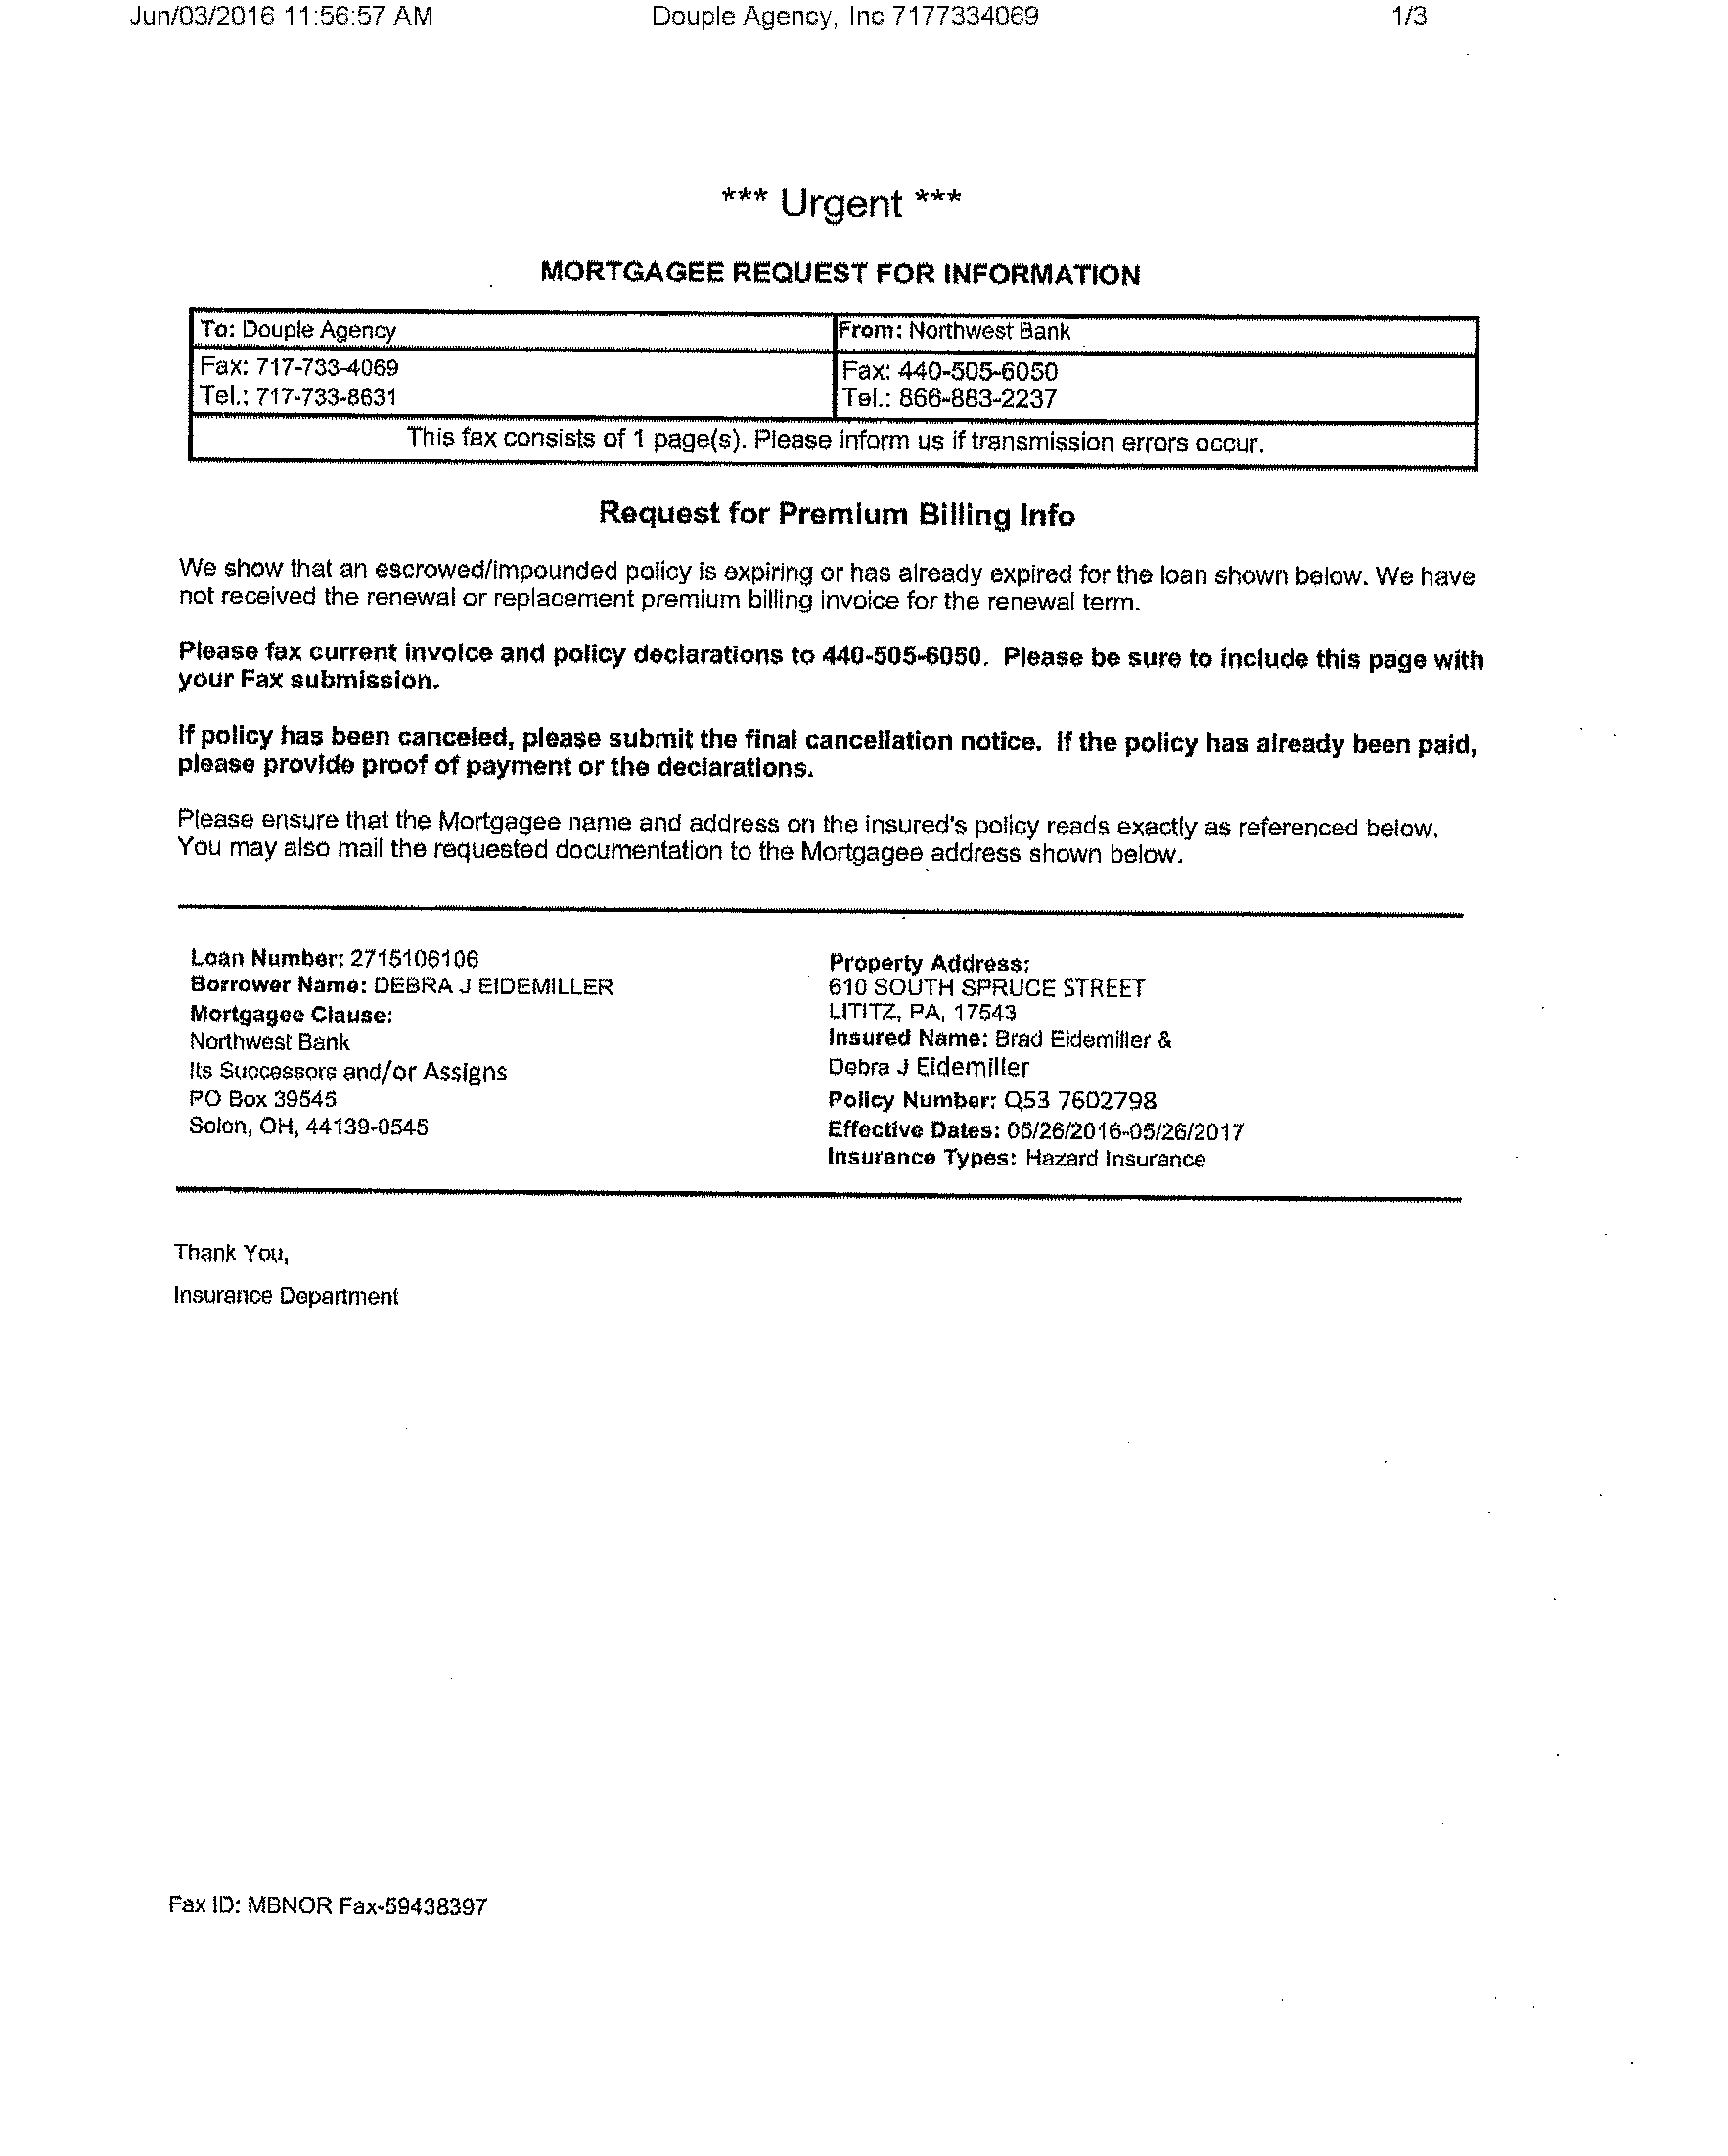 Jun/03/2016 11:56:57 AM Douple Agency, Inc 7177334069 1/3
*** Urgent ***
MORTGAGEE REQUEST FOR INFORMATION
To: Douple Agency From: Northwest Bank
Fax: 717-733-4069 Fax: 440-505-6050
Tel.: 717-733-8631 Tel.: 866-883-2237
This fax consists of 1 page(s). Please inform us if transmission errors occur.
Request for Premium Billing Info
We show that an escrowed/impounded policy is expiring or has already expired for the loan shown below. We have
not received the renewal or replacement premium billing invoice for the renewal term.
Please fax current invoice and policy declarations to 440-505-6050. Please be sure to include this page with
your Fax submission.
If policy has been canceled, please submit the final cancellation notice. If the policy has already been paid,
please provide proof of payment or the declarations.
Please ensure that the Mortgagee name and address on the insured's policy reads exactly as referenced below.
You may also mail the requested documentation to the Mortgagee address shown below.
Loan Number: 2715106106
Borrower Name: DEBRA J EIDEMILLER
Mortgagee Clause:
Northwest Bank
Its Successors and/or Assigns
PO Box 39545
Solon, OH, 44139-0545
Property Address:
610 SOUTH SPRUCE STREET
LITITZ, PA, 17543
Insured Name: Brad Eidemiller &
Debra J Eidemiller
Policy Number: Q53 7602798
Effective Dates: 05/26/2016-05/26/2017
Insurance Types: Hazard Insurance
Thank You,
Insurance Department
Fax ID: MBNOR Fax-59438397